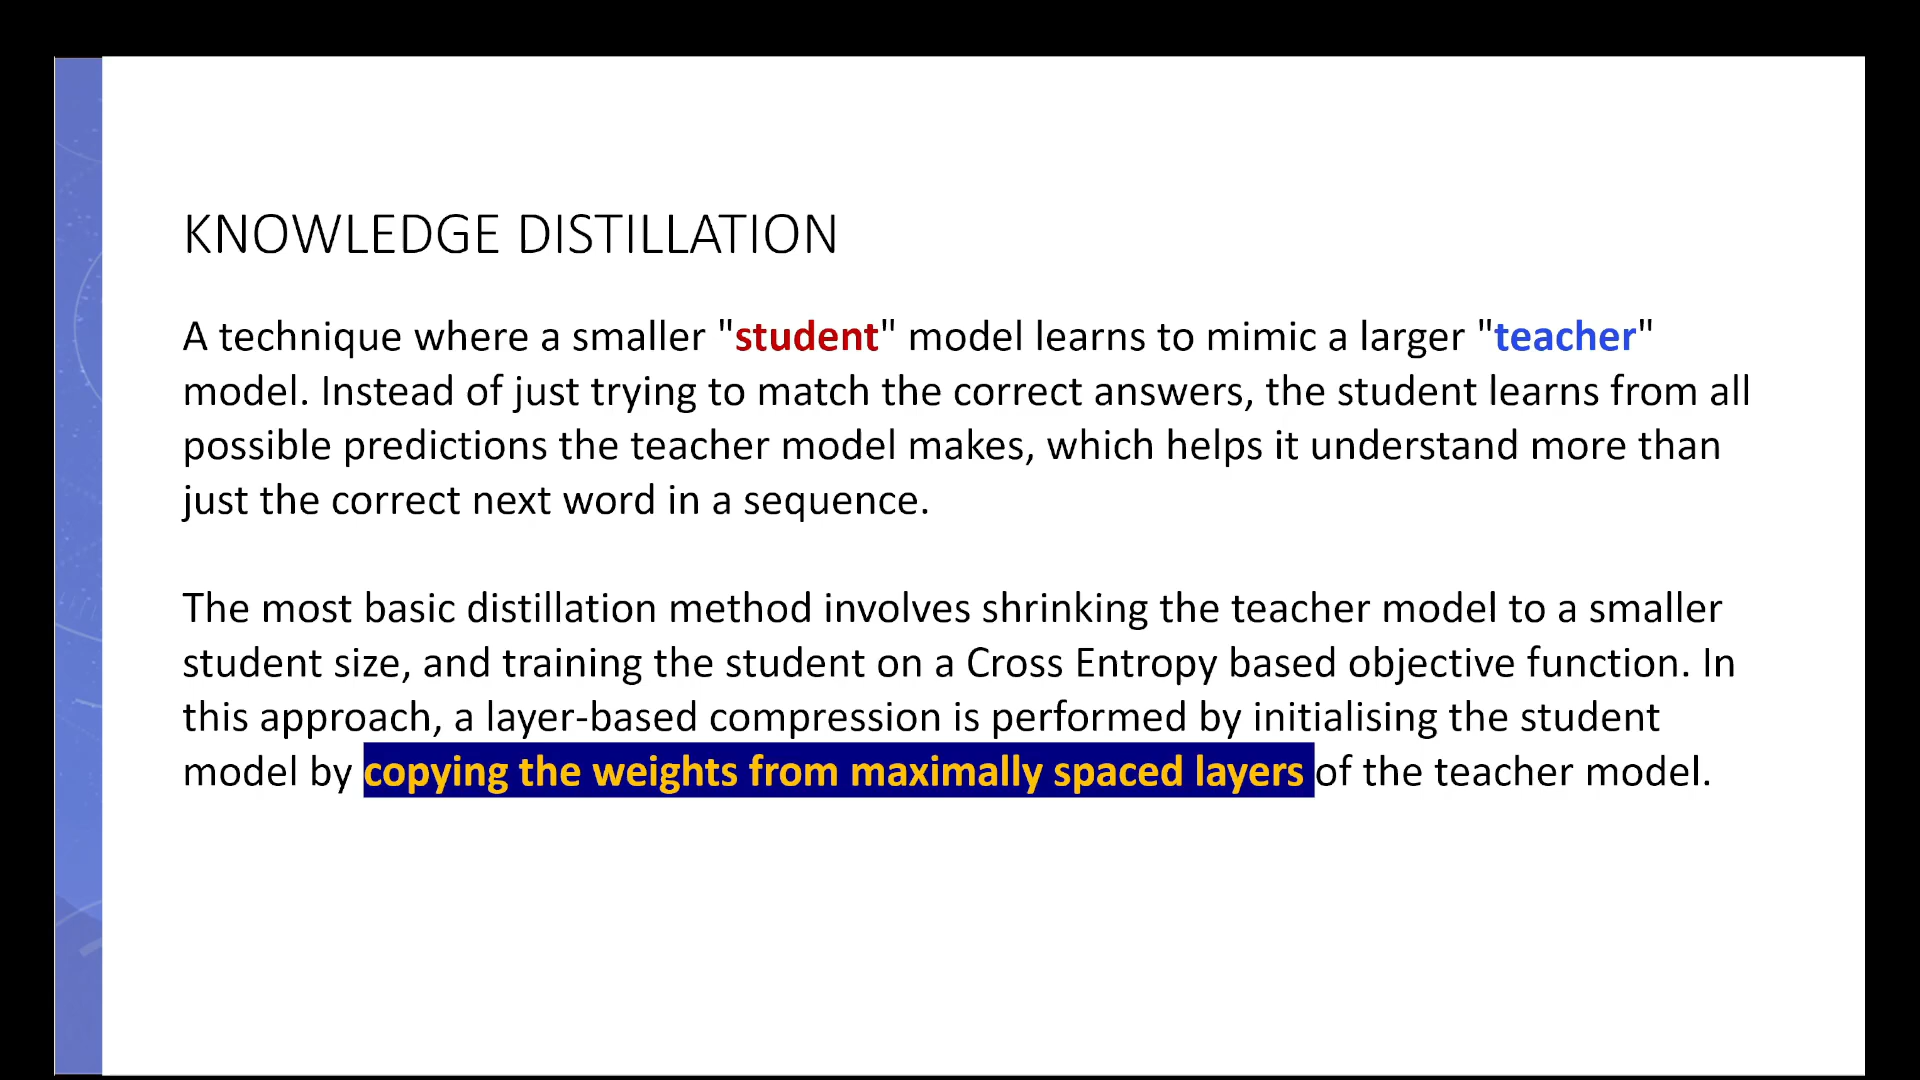 KNOWLEDGE DISTILLATION
A technique where a smaller "student" model learns to mimic a larger "teacher"
model. Instead of just trying to match the correct answers, the student learns from all
possible predictions the teacher model makes, which helps it understand more than
just the correct next word in a sequence.
The most basic distillation method involves shrinking the teacher model to a smaller
student size, and training the student on a Cross Entropy based objective function. In
this approach, a layer-based compression is performed by initialising the student
model by copying the weights from maximally spaced layers of the teacher model.